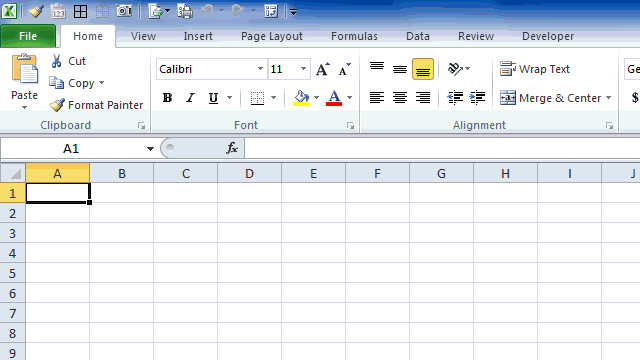 File Home View Insert Page Layout Formulas Data Review Developer
Paste
Cut
Copy
Format Painter
Clipboard
Calibri 11
B I U A
Font
Wrap Text
Merge & Center
Alignment
$
A1 fx
A B C D E F G H I J
1
2
3
4
5
6
7
8
9